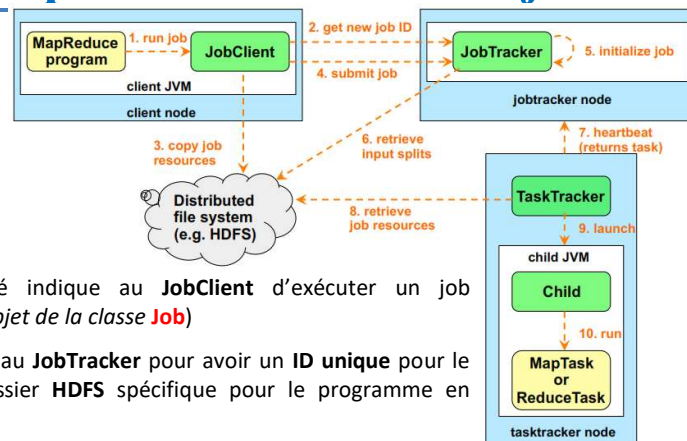 MapReduce
program
1. run job
JobClient
client JVM
client node
2. get new job ID
4. submit job
JobTracker
5. initialize job
jobtracker node
3. copy job
resources
6. retrieve
input splits
7. heartbeat
(returns task)
Distributed
file system
(e.g. HDFS)
8. retrieve
job resources
TaskTracker
9. launch
child JVM
Child
10. run
MapTask
or
ReduceTask
tasktracker node
é indique au JobClient d’exécuter un job
jet de la classe Job)
au JobTracker pour avoir un ID unique pour le
ssier HDFS spécifique pour le programme en